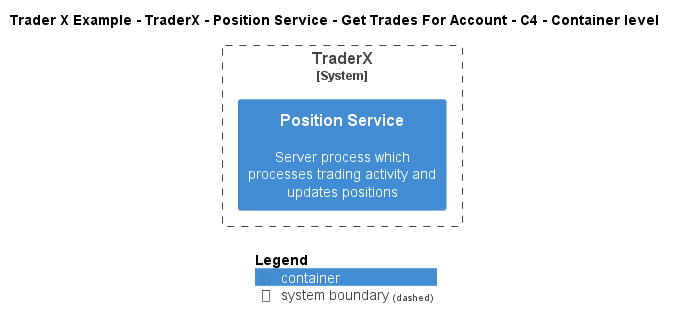 Trader X Example - TraderX - Position Service - Get Trades For Account - C4 - Container level
TraderX
[System]
Position Service
Server process which
processes trading activity and
updates positions
Legend
container
system boundary (dashed)